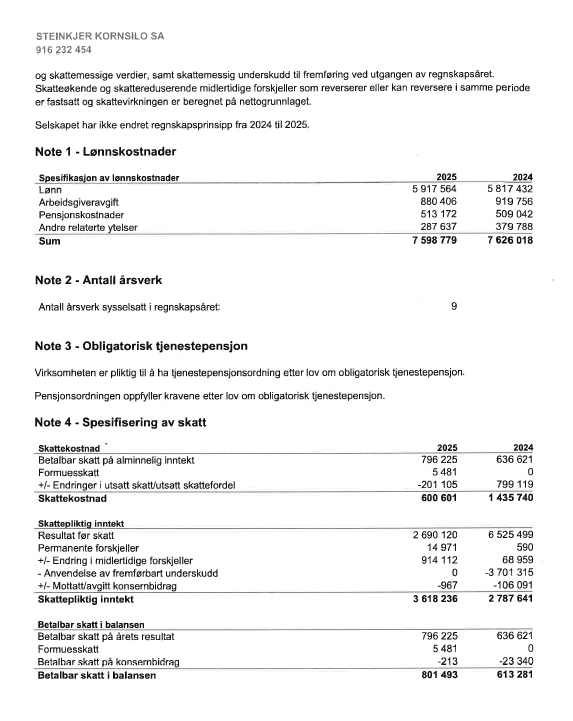 STEINKJER KORNSILO SA
916 232 454
og skattemessige verdier, samt skattemessig underskudd til fremføring ved utgangen av regnskapsåret.
Skatteøkende og skattereduserende midlertidige forskjeller som reverserer eller kan reversere i samme periode
er fastsatt og skattevirkningen er beregnet på nettogrunnlaget.
Selskapet har ikke endret regnskapsprinsipp fra 2024 til 2025.
Note 1 - Lønnskostnader
Spesifikasjon av lønnskostnader 2025 2024
Lønn 5 917 564 5 817 432
Arbeidsgiveravgift 880 406 919 756
Pensjonskostnader 513 172 509 042
Andre relaterte ytelser 287 637 379 788
Sum 7 598 779 7 626 018
Note 2 - Antall årsverk
Antall årsverk sysselsatt i regnskapsåret: 9
Note 3 - Obligatorisk tjenestepensjon
Virksomheten er pliktig til å ha tjenestepensjonsordning etter lov om obligatorisk tjenestepensjon.
Pensjonsordningen oppfyller kravene etter lov om obligatorisk tjenestepensjon.
Note 4 - Spesifisering av skatt
Skattekostnad 2025 2024
Betalbar skatt på alminnelig inntekt 796 225 636 621
Formuesskatt 5 481 0
+/- Endringer i utsatt skatt/utsatt skattefordel -201 105 799 119
Skattekostnad 600 601 1 435 740
Skattepliktig inntekt
Resultat før skatt 2 690 120 6 525 499
Permanente forskjeller 14 971 590
+/- Endring i midlertidige forskjeller 914 112 68 959
- Anvendelse av fremførbart underskudd 0 -3 701 315
+/- Mottatt/avgitt konsernbidrag -967 -106 091
Skattepliktig inntekt 3 618 236 2 787 641
Betalbar skatt i balansen
Betalbar skatt på årets resultat 796 225 636 621
Formuesskatt 5 481 0
Betalbar skatt på konsernbidrag -213 -23 340
Betalbar skatt i balansen 801 493 613 281